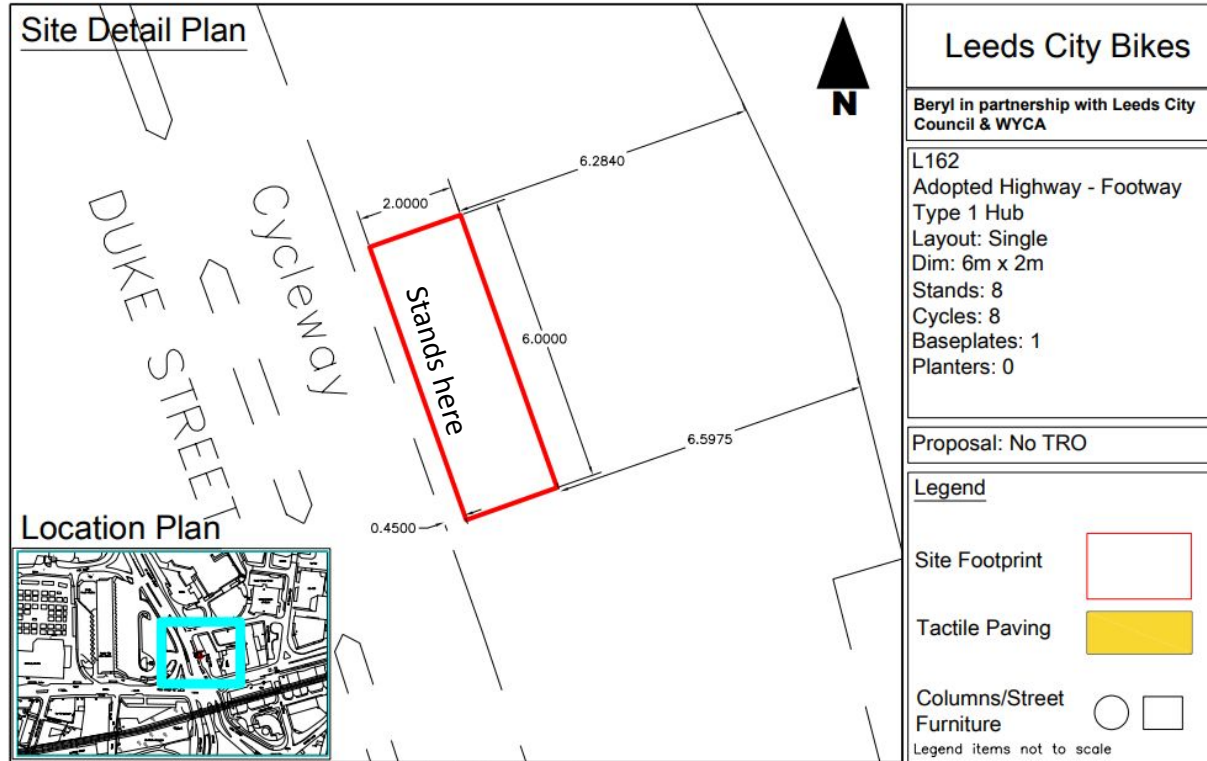 Site Detail Plan
N
6.2840
2.0000
Cycleway
DUKE STREET
Stands here
6.0000
6.5975
0.4500
Location Plan
Leeds City Bikes
Beryl in partnership with Leeds City
Council & WYCA
L162
Adopted Highway - Footway
Type 1 Hub
Layout: Single
Dim: 6m x 2m
Stands: 8
Cycles: 8
Baseplates: 1
Planters: 0
Proposal: No TRO
Legend
Site Footprint
Tactile Paving
Columns/Street
Furniture
Legend items not to scale